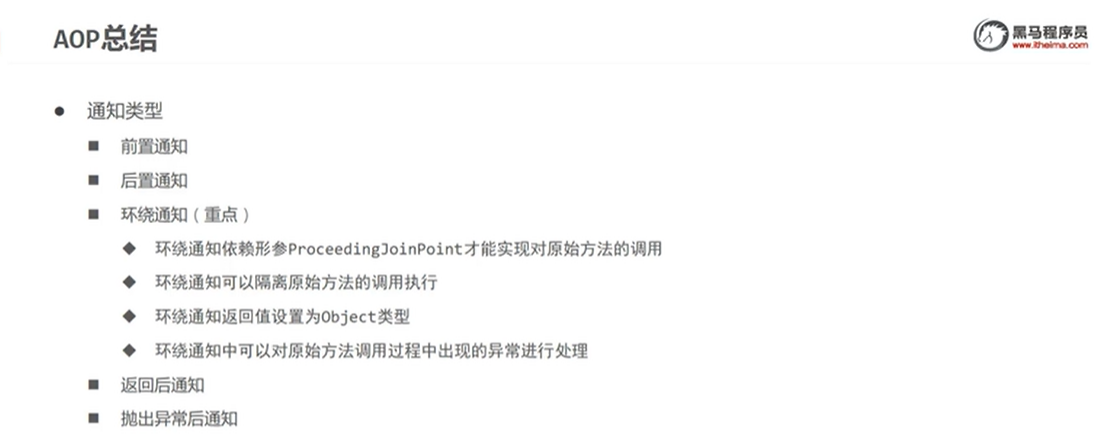 AOP总结
黑马程序员
www.itheima.com
通知类型
前置通知
后置通知
环绕通知（重点）
环绕通知依赖形参ProceedingJoinPoint才能实现对原始方法的调用
环绕通知可以隔离原始方法的调用执行
环绕通知返回值设置为Object类型
环绕通知中可以对原始方法调用过程中出现的异常进行处理
返回后通知
抛出异常后通知